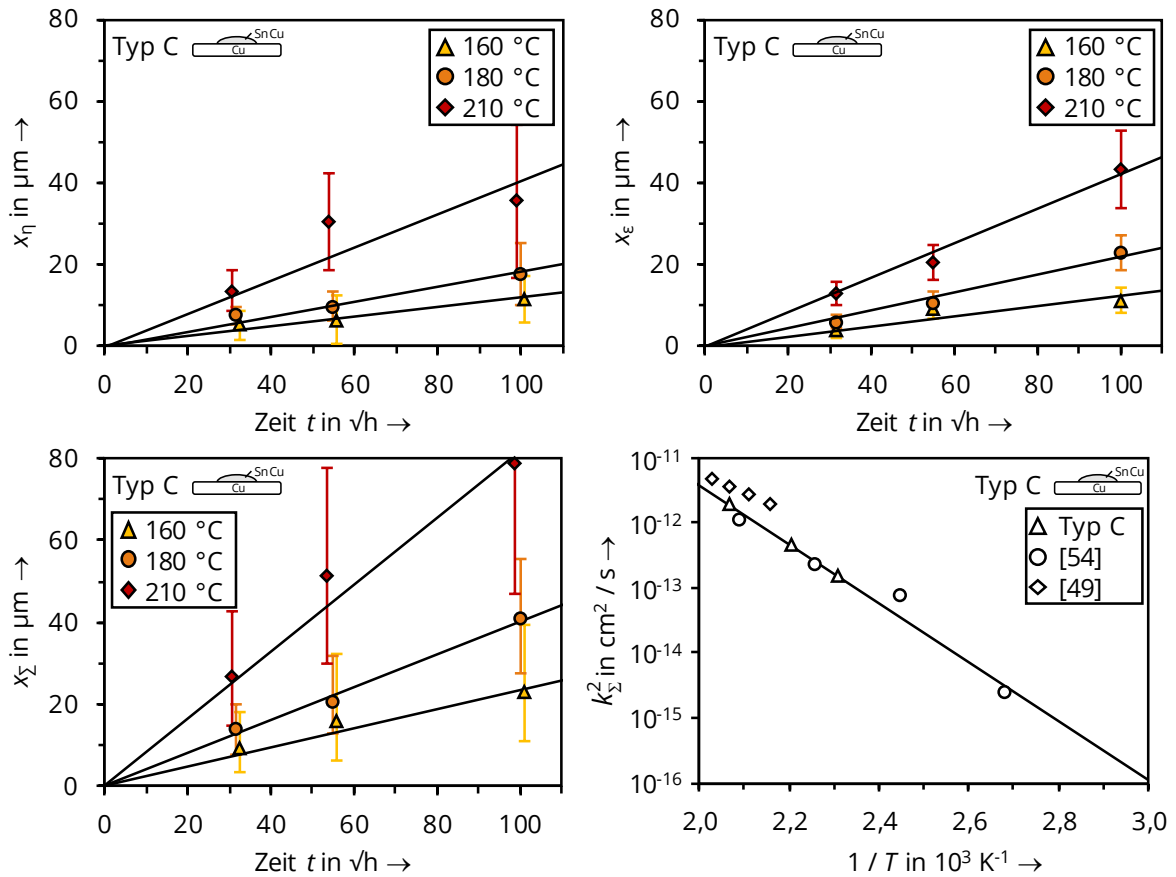 Typ C
SnCu
Cu
160 °C
180 °C
210 °C
80
60
40
20
0
xη in µm →
0 20 40 60 80 100
Zeit t in √h →
Typ C
SnCu
Cu
160 °C
180 °C
210 °C
80
60
40
20
0
xε in µm →
0 20 40 60 80 100
Zeit t in √h →
Typ C
SnCu
Cu
160 °C
180 °C
210 °C
80
60
40
20
0
xΣ in µm →
0 20 40 60 80 100
Zeit t in √h →
Typ C
SnCu
Cu
Typ C
[54]
[49]
10⁻¹¹
10⁻¹²
10⁻¹³
10⁻¹⁴
10⁻¹⁵
10⁻¹⁶
k²Σ in cm² / s →
2,0 2,2 2,4 2,6 2,8 3,0
1 / T in 10³ K⁻¹ →